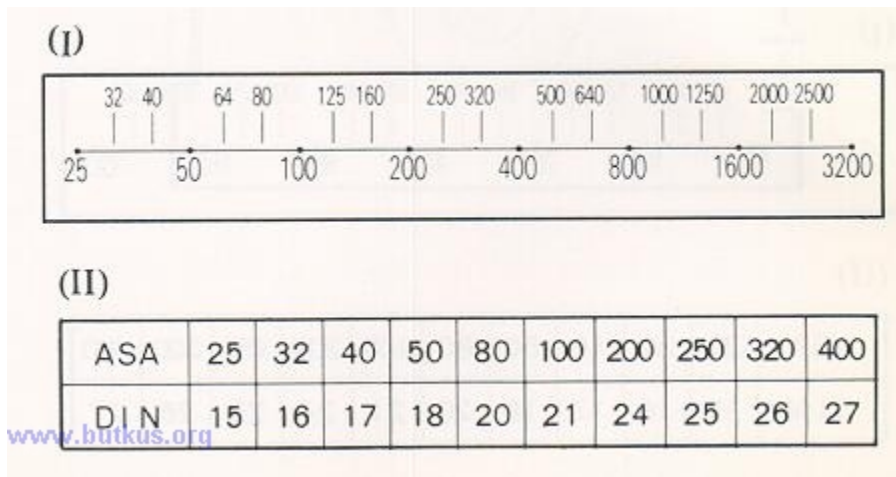 (I)
32 40 64 80 125 160 250 320 500 640 1000 1250 2000 2500
25 50 100 200 400 800 1600 3200
(II)
ASA 25 32 40 50 80 100 200 250 320 400
DIN 15 16 17 18 20 21 24 25 26 27
www.butkus.org